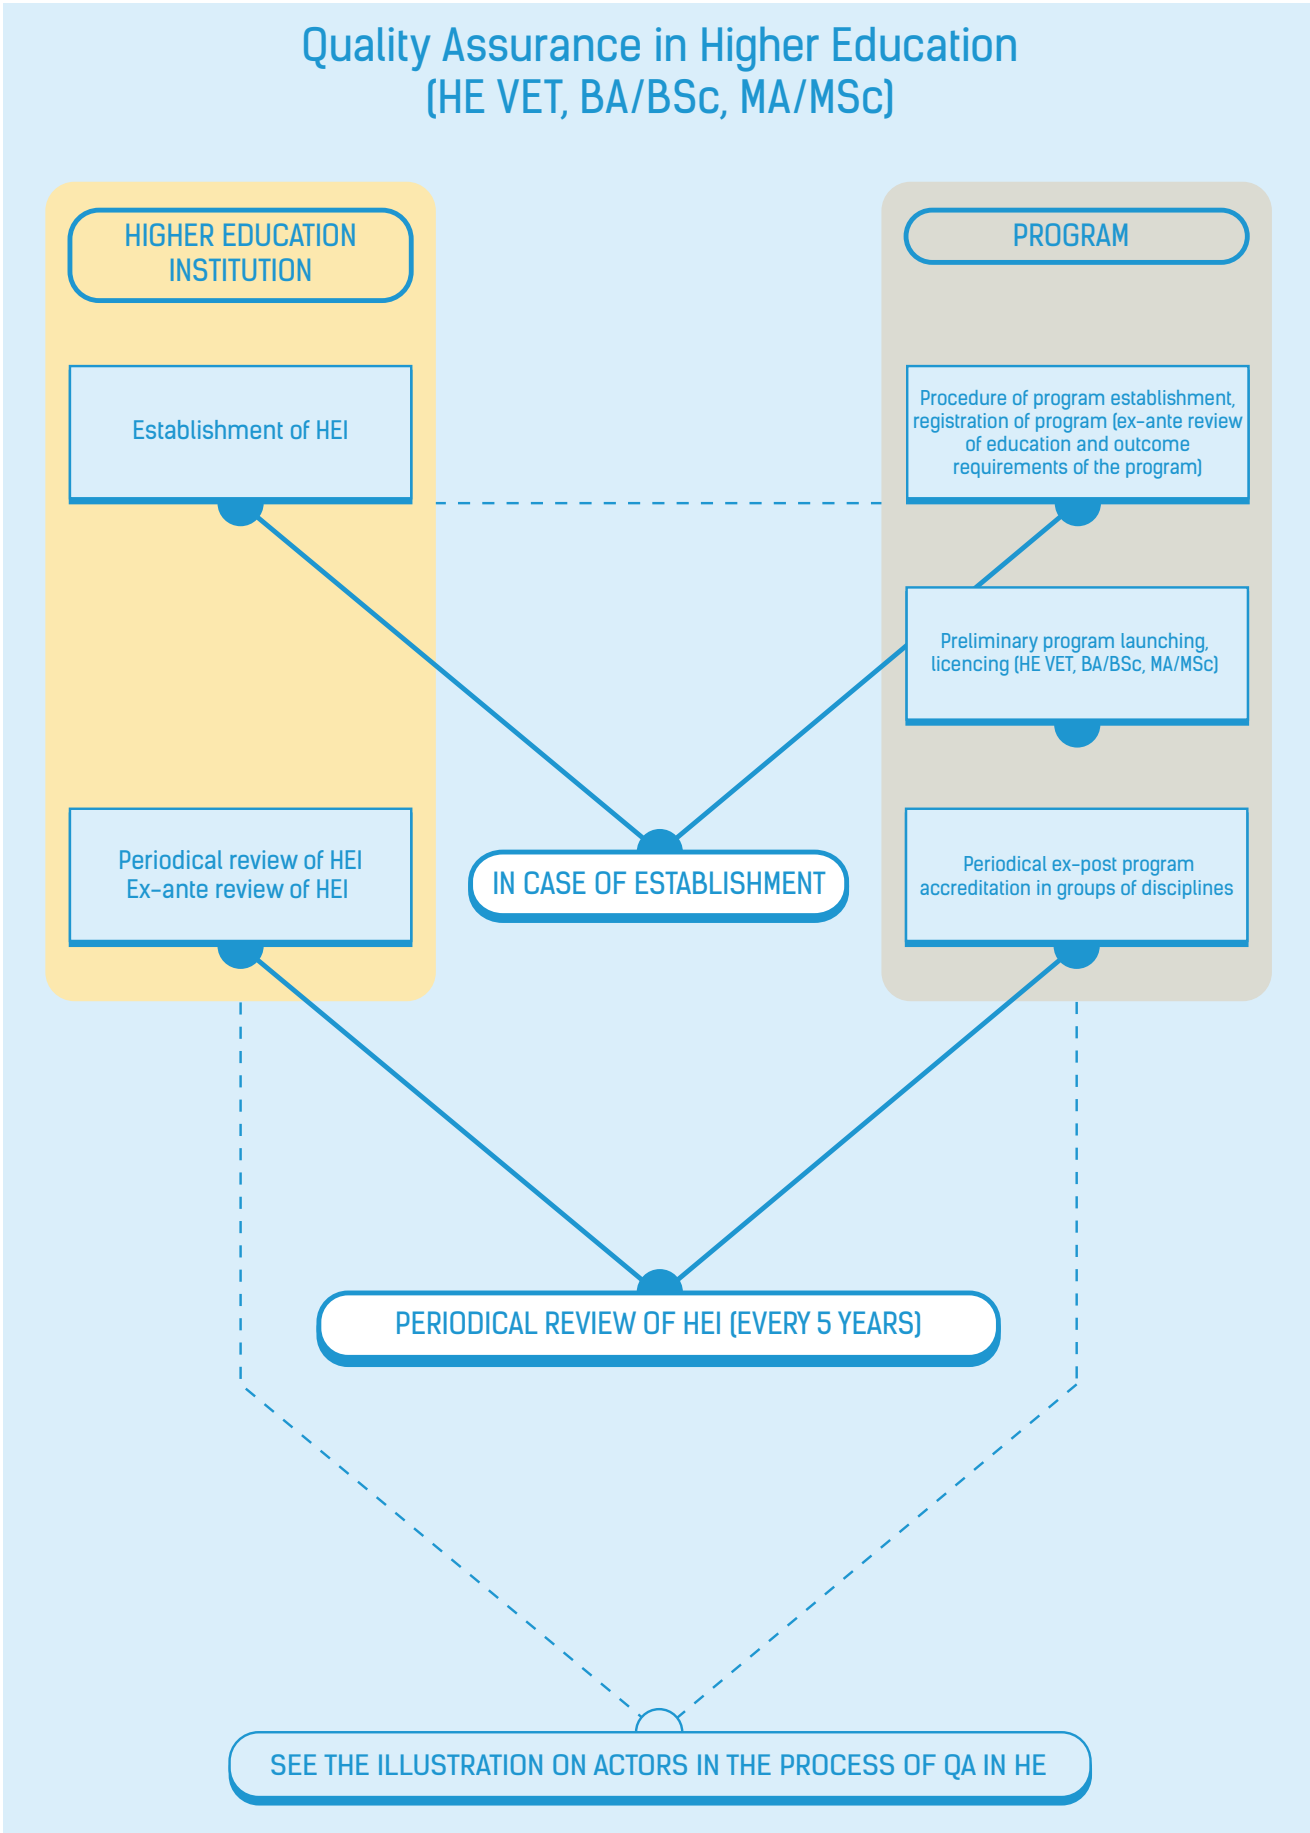 Quality Assurance in Higher Education
(HE VET, BA/BSc, MA/MSc)
HIGHER EDUCATION
INSTITUTION
Establishment of HEI
Periodical review of HEI
Ex-ante review of HEI
PROGRAM
Procedure of program establishment,
registration of program (ex-ante review
of education and outcome
requirements of the program)
Preliminary program launching,
licencing (HE VET, BA/BSc, MA/MSc)
Periodical ex-post program
accreditation in groups of disciplines
IN CASE OF ESTABLISHMENT
PERIODICAL REVIEW OF HEI (EVERY 5 YEARS)
SEE THE ILLUSTRATION ON ACTORS IN THE PROCESS OF QA IN HE